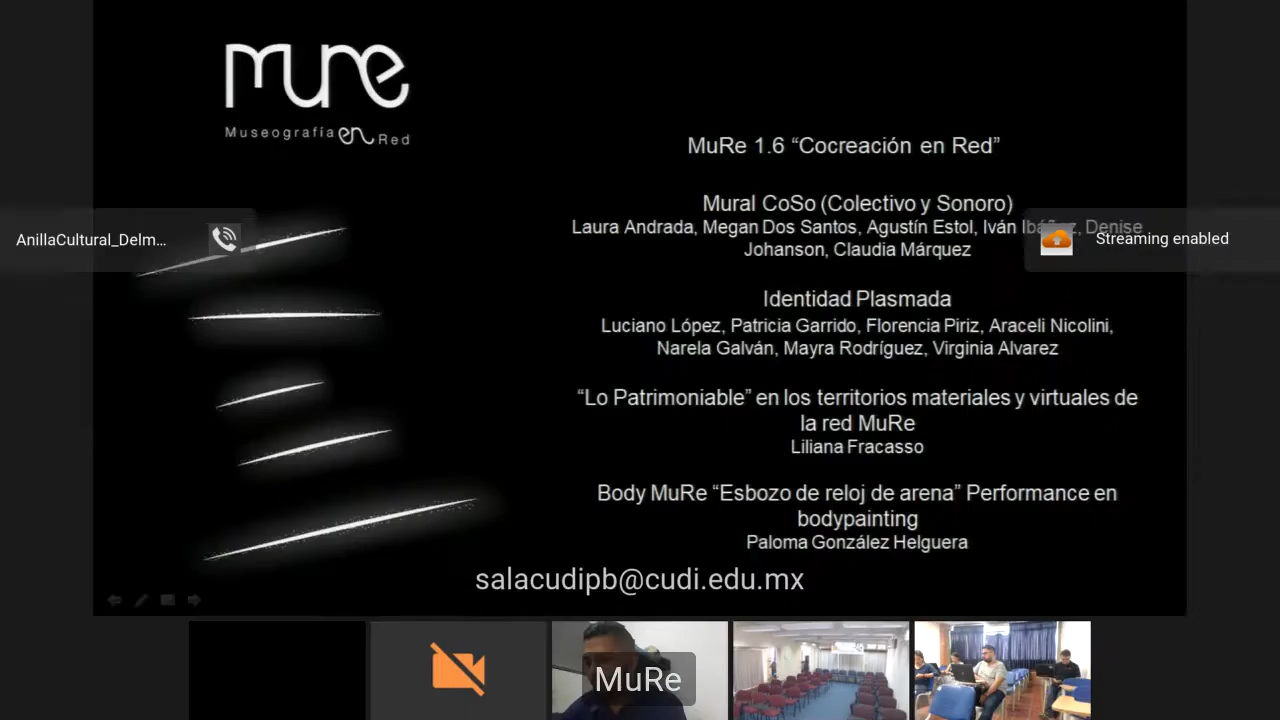 mure
Museografía en Red
MuRe 1.6 “Cocreación en Red”
Mural CoSo (Colectivo y Sonoro)
Laura Andrada, Megan Dos Santos, Agustín Estol, Iván Ibáñez, Denise
Johanson, Claudia Márquez
AnillaCultural_Delm...
Streaming enabled
Identidad Plasmada
Luciano López, Patricia Garrido, Florencia Piriz, Araceli Nicolini,
Narela Galván, Mayra Rodríguez, Virginia Alvarez
“Lo Patrimoniable” en los territorios materiales y virtuales de
la red MuRe
Liliana Fracasso
Body MuRe “Esbozo de reloj de arena” Performance en
bodypainting
Paloma González Helguera
salacudipb@cudi.edu.mx
MuRe